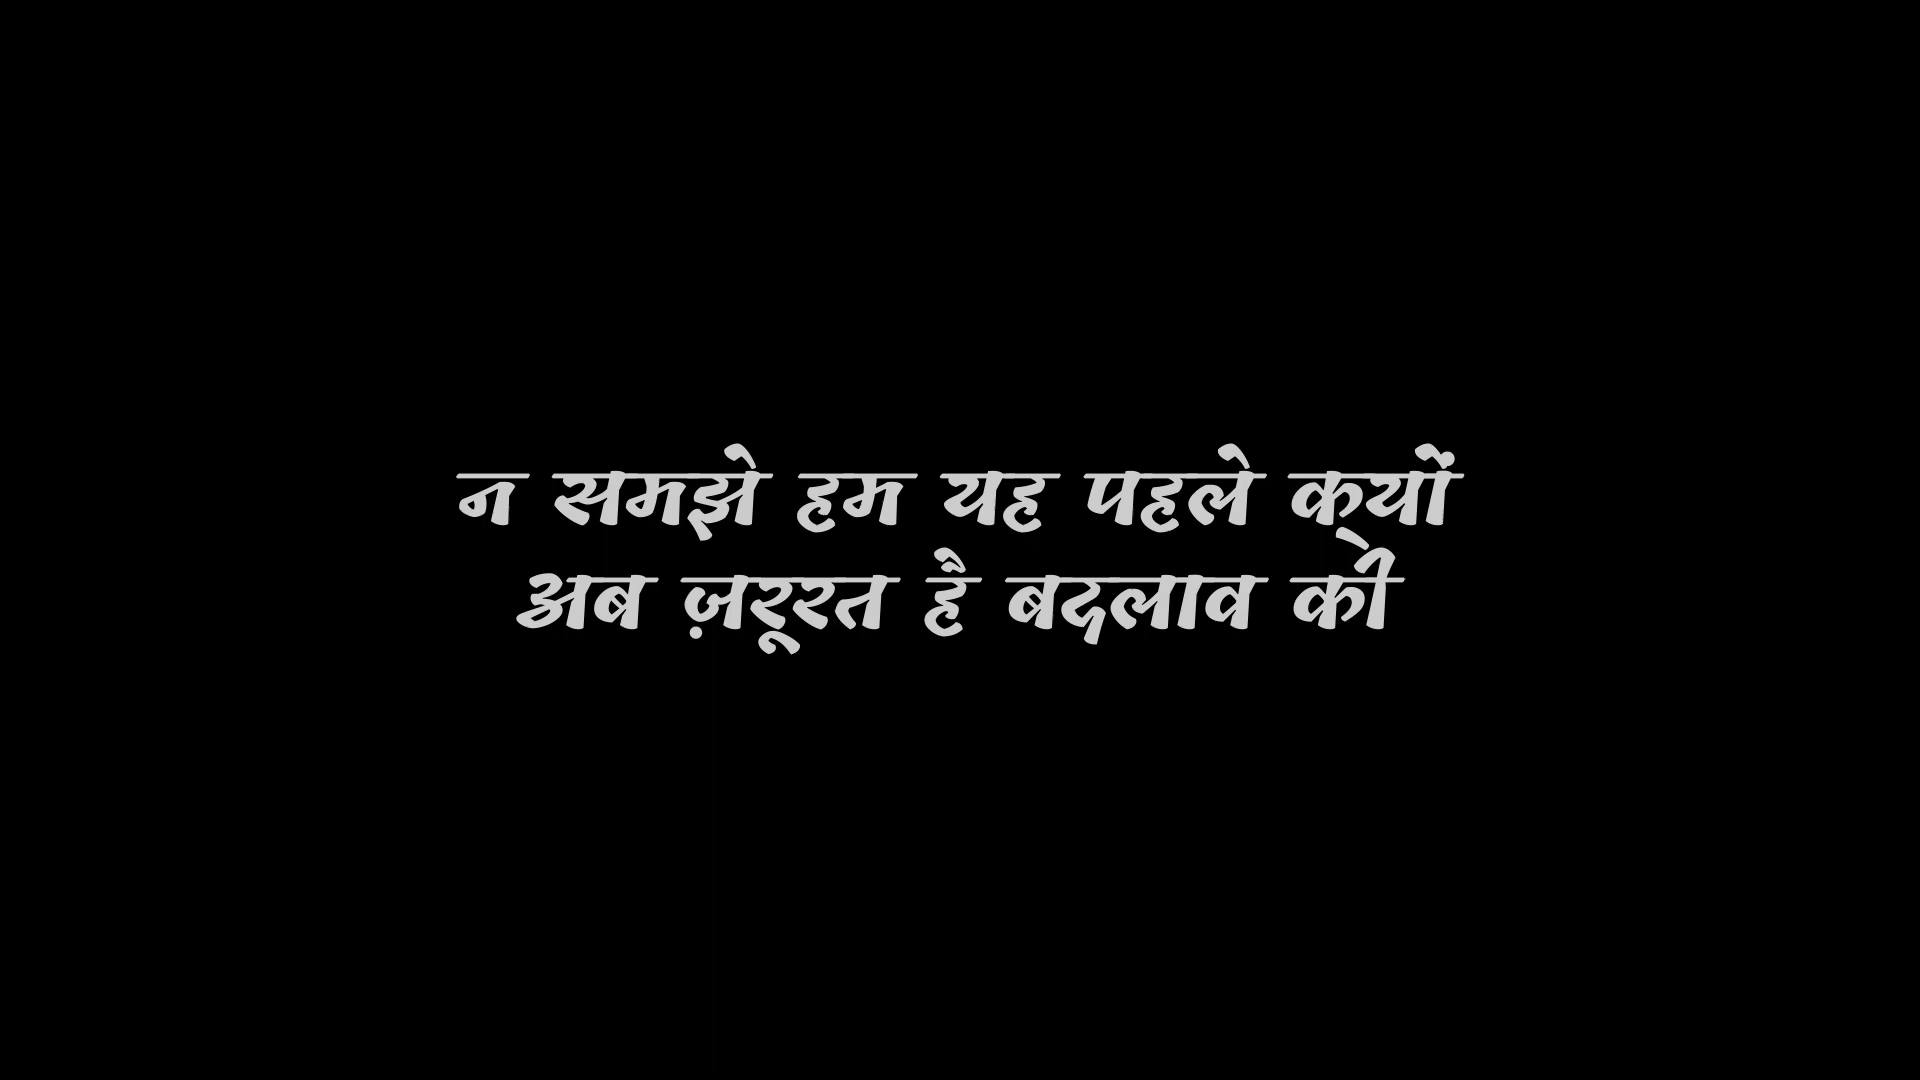 न समझे हम यह पहले क्यों
अब ज़रूरत है बदलाव की